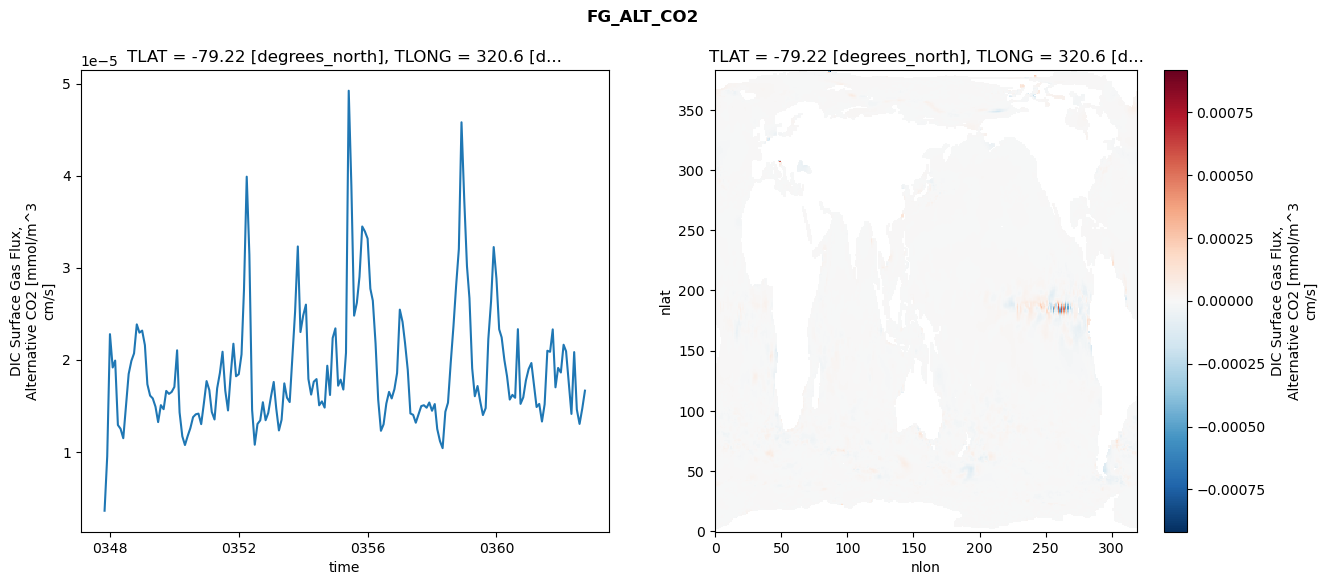 FG_ALT_CO2
TLAT = -79.22 [degrees_north], TLONG = 320.6 [d...
1e−5
5
4
3
2
1
DIC Surface Gas Flux,
Alternative CO2 [mmol/m^3
cm/s]
0348
0352
0356
0360
time
TLAT = -79.22 [degrees_north], TLONG = 320.6 [d...
350
300
250
200
150
100
50
0
nlat
0
50
100
150
200
250
300
nlon
0.00075
0.00050
0.00025
0.00000
−0.00025
−0.00050
−0.00075
DIC Surface Gas Flux,
Alternative CO2 [mmol/m^3
cm/s]